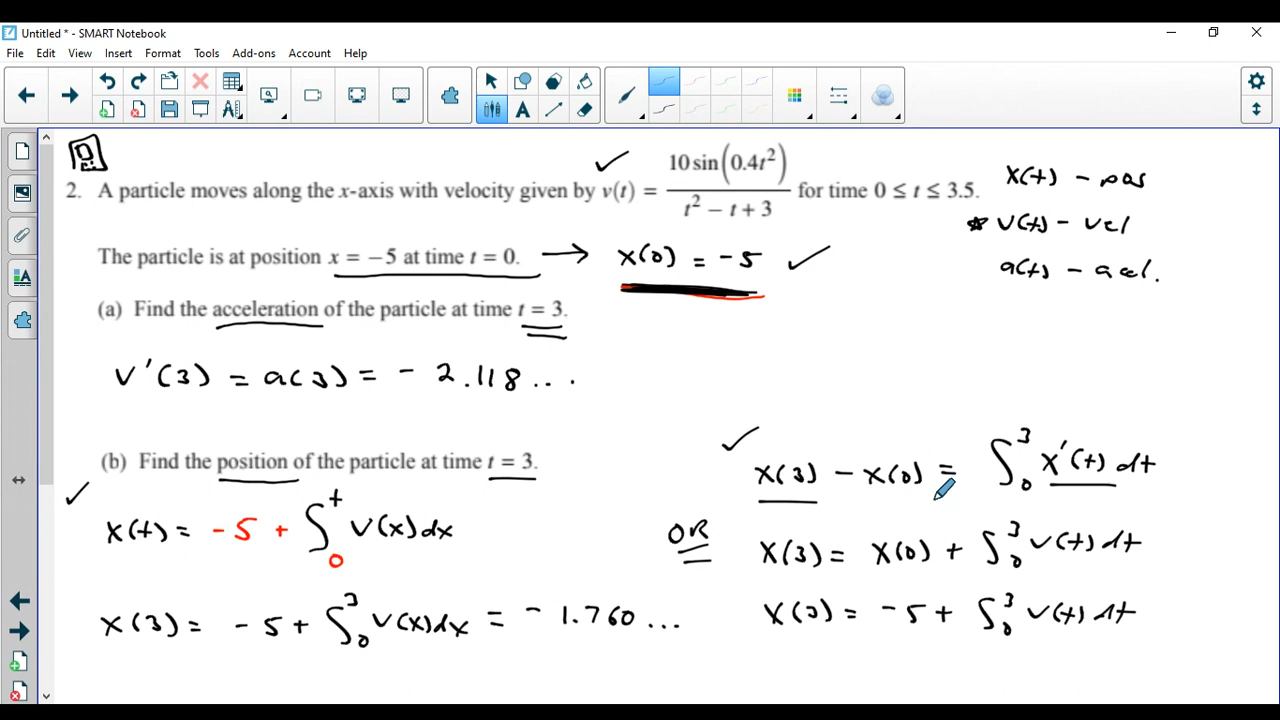 Untitled * - SMART Notebook
File Edit View Insert Format Tools Add-ons Account Help
2. A particle moves along the x-axis with velocity given by v(t) = 10 sin(0.4t²) / (t² − t + 3) for time 0 ≤ t ≤ 3.5.
x(t) - pos
* v(t) - vel
a(t) - accel.
The particle is at position x = −5 at time t = 0. → x(0) = -5 ✓
(a) Find the acceleration of the particle at time t = 3.
v'(3) = a(3) = - 2.118...
(b) Find the position of the particle at time t = 3.
x(t) = -5 + ∫₀ᵗ v(x)dx
x(3) = -5 + ∫₀³ v(x)dx = -1.760...
x(3) - x(0) = ∫₀³ x'(t) dt
OR
x(3) = x(0) + ∫₀³ v(t) dt
x(3) = -5 + ∫₀³ v(t) dt